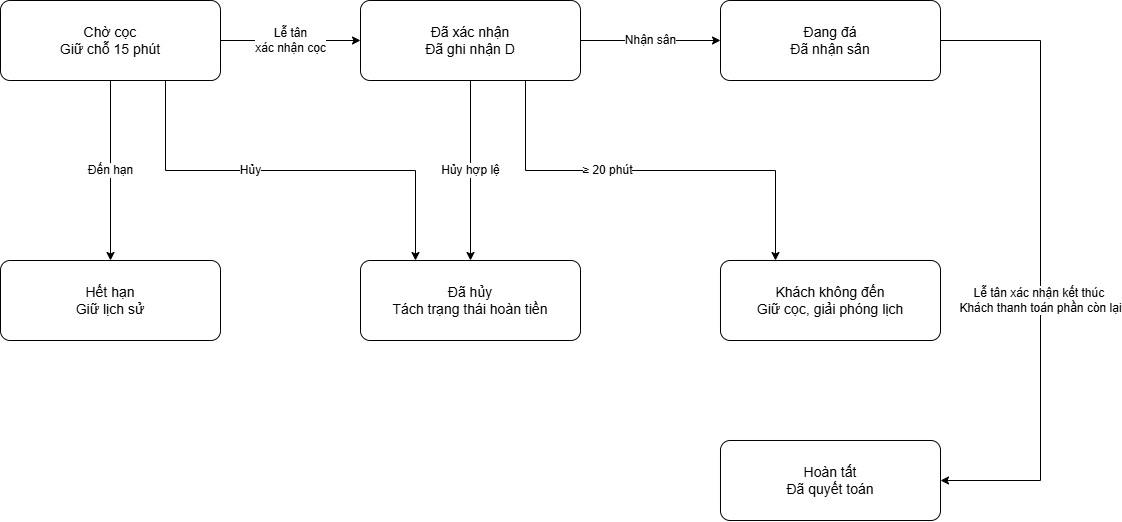 Chờ cọc
Giữ chỗ 15 phút
Lễ tân
xác nhận cọc
Đã xác nhận
Đã ghi nhận D
Nhận sân
Đang đá
Đã nhận sân
Đến hạn
Hủy
Hủy hợp lệ
≥ 20 phút
Hết hạn
Giữ lịch sử
Đã hủy
Tách trạng thái hoàn tiền
Khách không đến
Giữ cọc, giải phóng lịch
Lễ tân xác nhận kết thúc
Khách thanh toán phần còn lại
Hoàn tất
Đã quyết toán